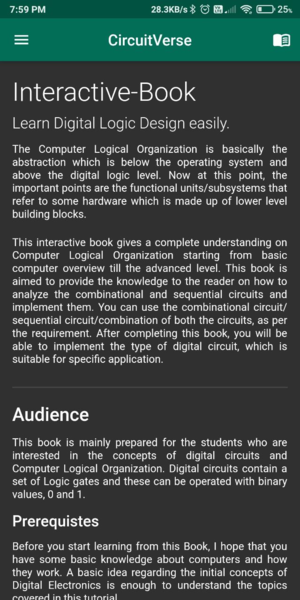 7:59 PM 28.3KB/s 25%
CircuitVerse
Interactive-Book
Learn Digital Logic Design easily.
The Computer Logical Organization is basically the
abstraction which is below the operating system and
above the digital logic level. Now at this point, the
important points are the functional units/subsystems that
refer to some hardware which is made up of lower level
building blocks.
This interactive book gives a complete understanding on
Computer Logical Organization starting from basic
computer overview till the advanced level. This book is
aimed to provide the knowledge to the reader on how to
analyze the combinational and sequential circuits and
implement them. You can use the combinational circuit/
sequential circuit/combination of both the circuits, as per
the requirement. After completing this book, you will be
able to implement the type of digital circuit, which is
suitable for specific application.
Audience
This book is mainly prepared for the students who are
interested in the concepts of digital circuits and
Computer Logical Organization. Digital circuits contain a
set of Logic gates and these can be operated with binary
values, 0 and 1.
Prerequistes
Before you start learning from this Book, I hope that you
have some basic knowledge about computers and how
they work. A basic idea regarding the initial concepts of
Digital Electronics is enough to understand the topics
covered in this tutorial.